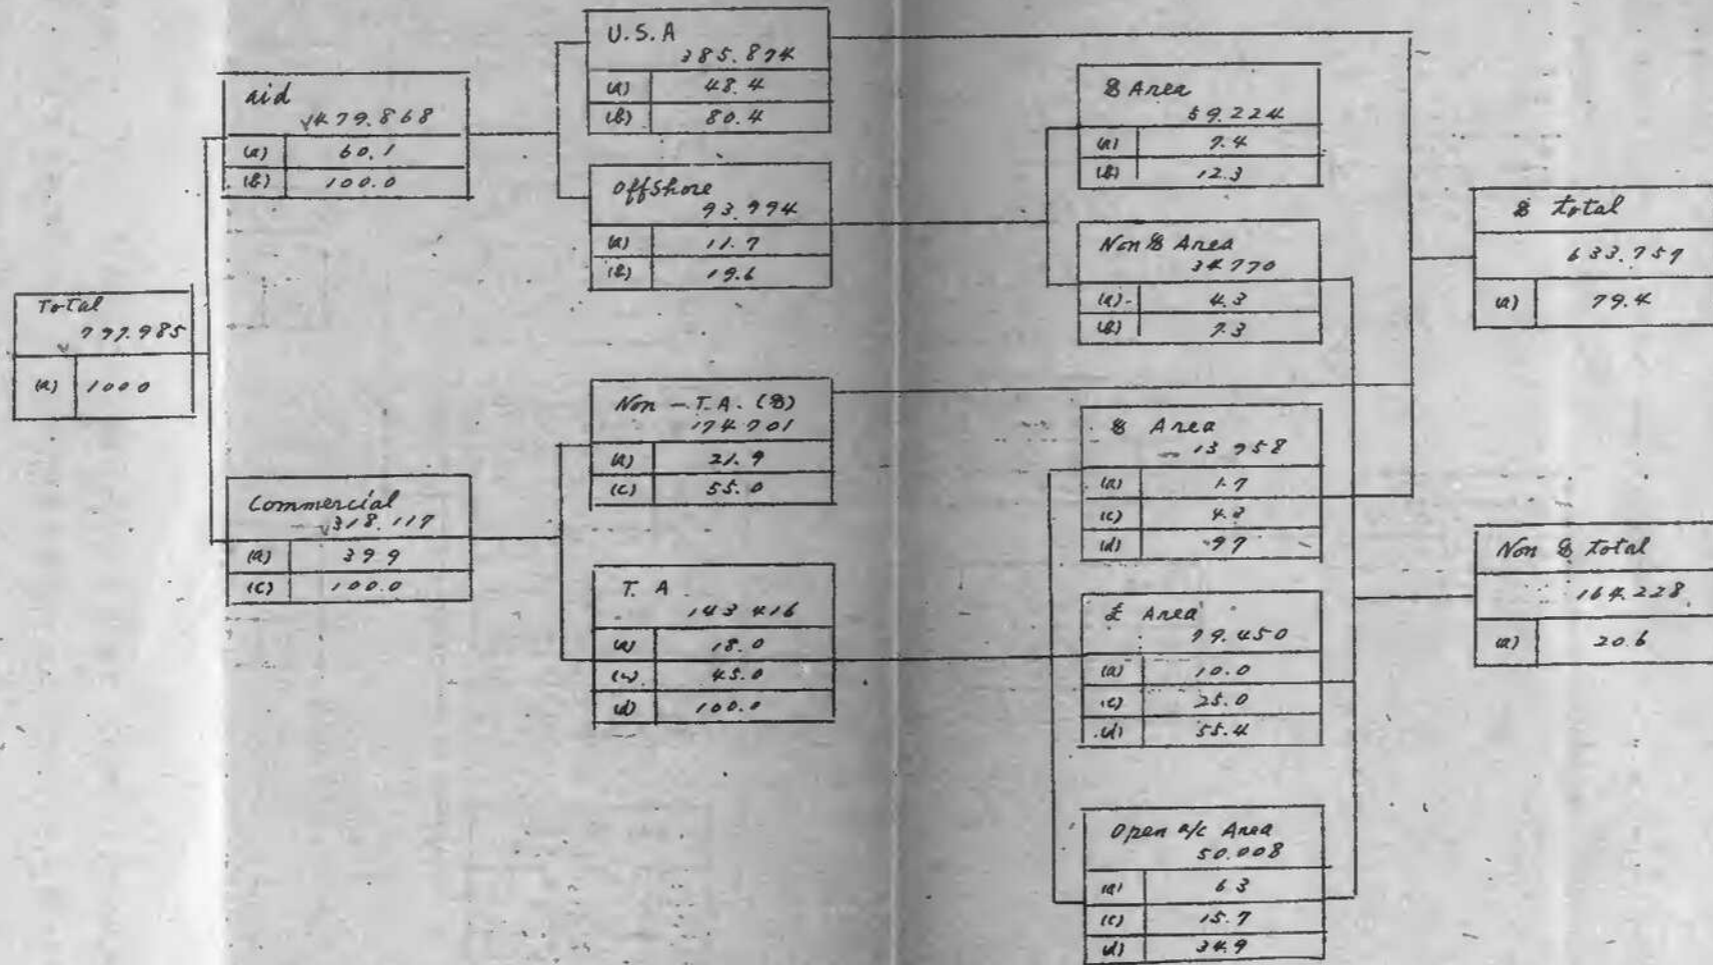 Total
797.985
(a) 100 0
aid
479.868
(a) 60.1
(b) 100.0
Commercial
318.117
(a) 39 9
(c) 100.0
U.S.A
385.874
(a) 48.4
(b) 80.4
Offshore
93.994
(a) 11.7
(b) 19.6
Non - T.A. ($)
174 701
(a) 21.9
(c) 55.0
T. A
143 416
(a) 18.0
(c) 45.0
(d) 100.0
$ Area
59.224
(a) 7.4
(b) 12.3
Non $ Area
34770
(a) 4.3
(b) 7.3
$ Area
13 958
(a) 1.7
(c) 4.3
(d) 9 7
£ Area
79.450
(a) 10.0
(c) 25.0
(d) 55.4
Open a/c Area
50.008
(a) 6 3
(c) 15.7
(d) 34.9
$ total
633.757
(a) 79.4
Non $ total
164.228
(a) 20.6